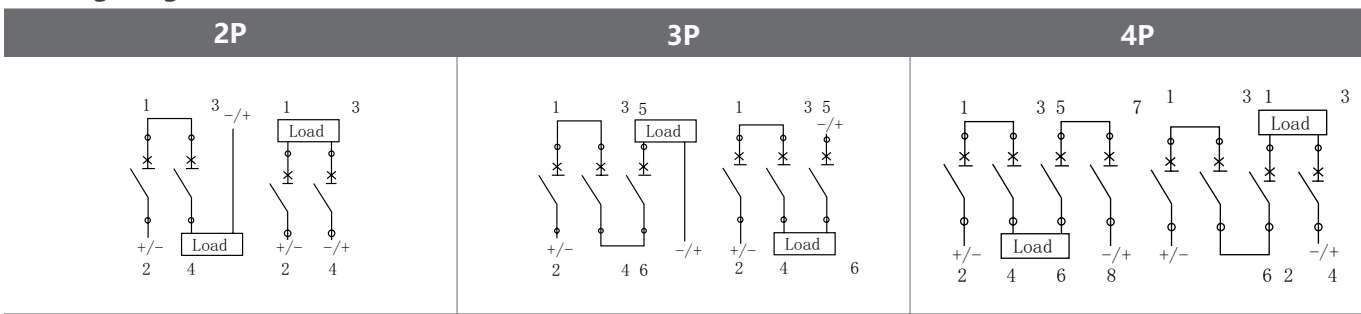 2P 3P 4P
1 3 -/+ 1 3
Load
Load
+/- +/- -/+
2 4 2 4
1 3 5 1 3 5
-/+
Load
Load
+/- -/+ +/-
2 4 6 2 4 6
1 3 5 7 1 3 1 3
Load
Load
+/- -/+ +/- -/+
2 4 6 8 6 2 4